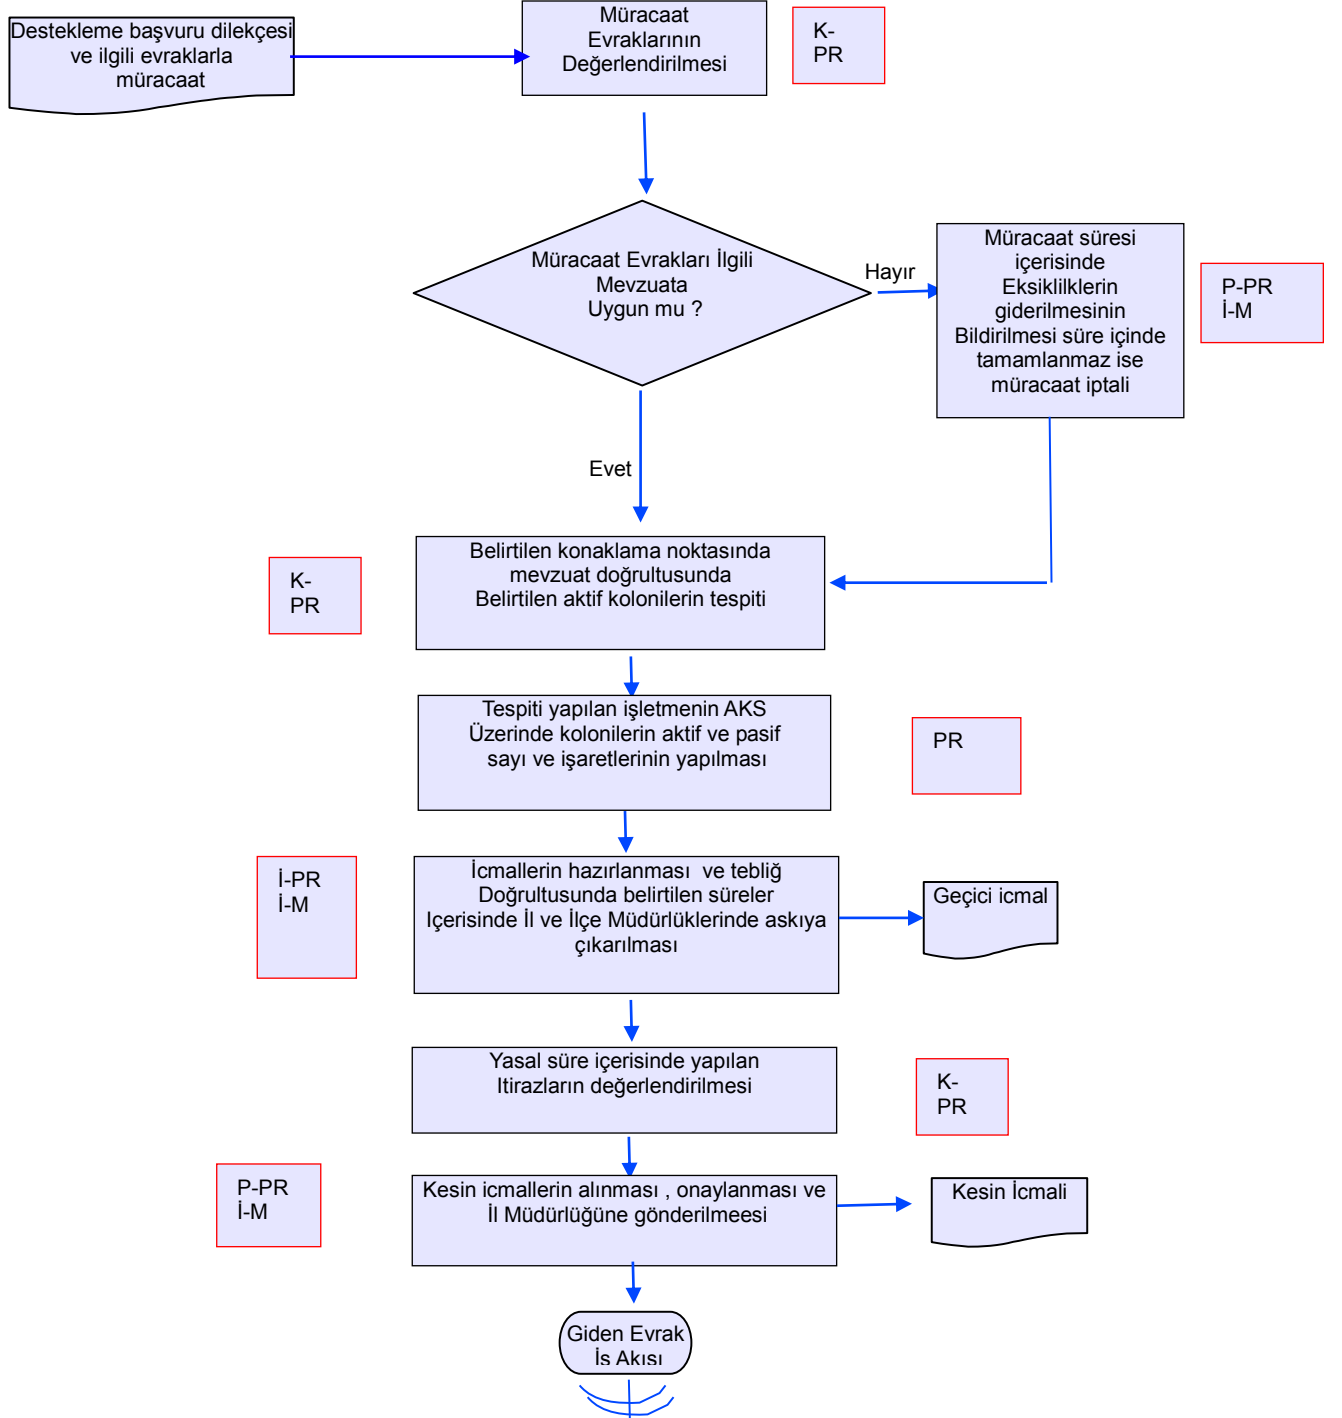 Destekleme başvuru dilekçesi
ve ilgili evraklarla
müracaat
Müracaat
Evraklarının
Değerlendirilmesi
K-
PR
Müracaat Evrakları İlgili
Mevzuata
Uygun mu ?
Hayır
Müracaat süresi
içerisinde
Eksiklilklerin
giderilmesinin
Bildirilmesi süre içinde
tamamlanmaz ise
müracaat iptali
P-PR
İ-M
Evet
Belirtilen konaklama noktasında
mevzuat doğrultusunda
Belirtilen aktif kolonilerin tespiti
K-
PR
Tespiti yapılan işletmenin AKS
Üzerinde kolonilerin aktif ve pasif
sayı ve işaretlerinin yapılması
PR
İ-PR
İ-M
İcmallerin hazırlanması  ve tebliğ
Doğrultusunda belirtilen süreler
Içerisinde İl ve İlçe Müdürlüklerinde askıya
çıkarılması
Geçici icmal
Yasal süre içerisinde yapılan
Itirazların değerlendirilmesi
K-
PR
P-PR
İ-M
Kesin icmallerin alınması , onaylanması ve
İl Müdürlüğüne gönderilmeesi
Kesin İcmali
Giden Evrak
İş Akışı